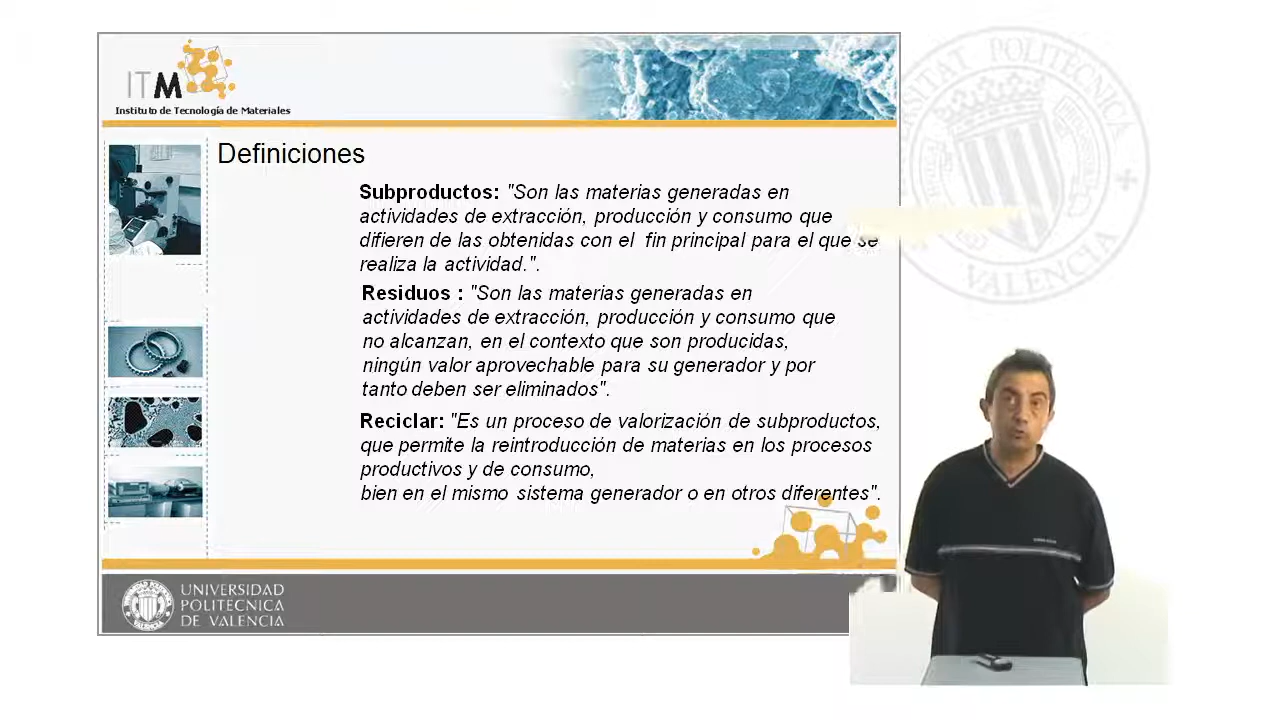 ITM
Instituto de Tecnología de Materiales
Definiciones
Subproductos: "Son las materias generadas en
actividades de extracción, producción y consumo que
difieren de las obtenidas con el fin principal para el que se
realiza la actividad.".
Residuos : "Son las materias generadas en
actividades de extracción, producción y consumo que
no alcanzan, en el contexto que son producidas,
ningún valor aprovechable para su generador y por
tanto deben ser eliminados".
Reciclar: "Es un proceso de valorización de subproductos,
que permite la reintroducción de materias en los procesos
productivos y de consumo,
bien en el mismo sistema generador o en otros diferentes".
UNIVERSIDAD
POLITECNICA
DE VALENCIA
POLITECNICA
VALENCIA